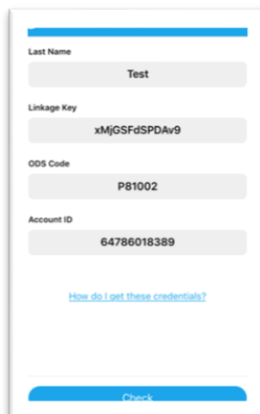 Last Name
Test
Linkage Key
xMjGSFdSPDAv9
ODS Code
P81002
Account ID
64786018389
How do I get these credentials?
Check